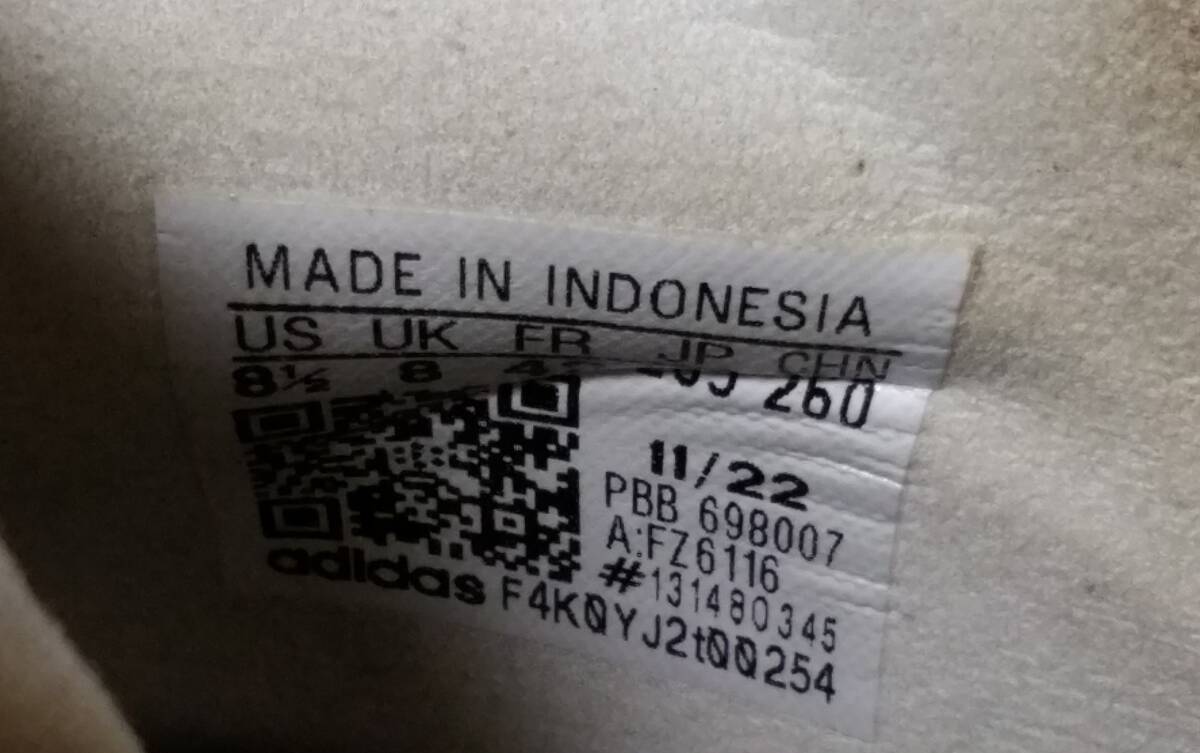 MADE IN INDONESIA
US UK FR JP CHN
8½ 8 260
11/22
PBB 698007
A:FZ6116
#131480345
adidas F4K0YJ2t00254